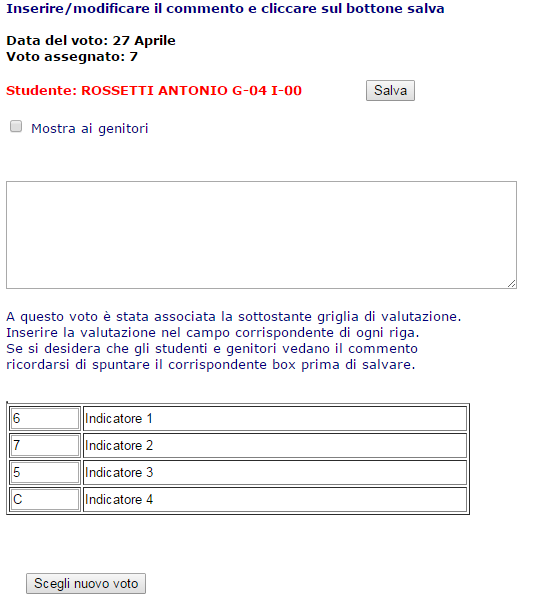 Inserire/modificare il commento e cliccare sul bottone salva
Data del voto: 27 Aprile
Voto assegnato: 7
Studente: ROSSETTI ANTONIO G-04 I-00 Salva
Mostra ai genitori
A questo voto è stata associata la sottostante griglia di valutazione.
Inserire la valutazione nel campo corrispondente di ogni riga.
Se si desidera che gli studenti e genitori vedano il commento
ricordarsi di spuntare il corrispondente box prima di salvare.
6 Indicatore 1
7 Indicatore 2
5 Indicatore 3
C Indicatore 4
Scegli nuovo voto